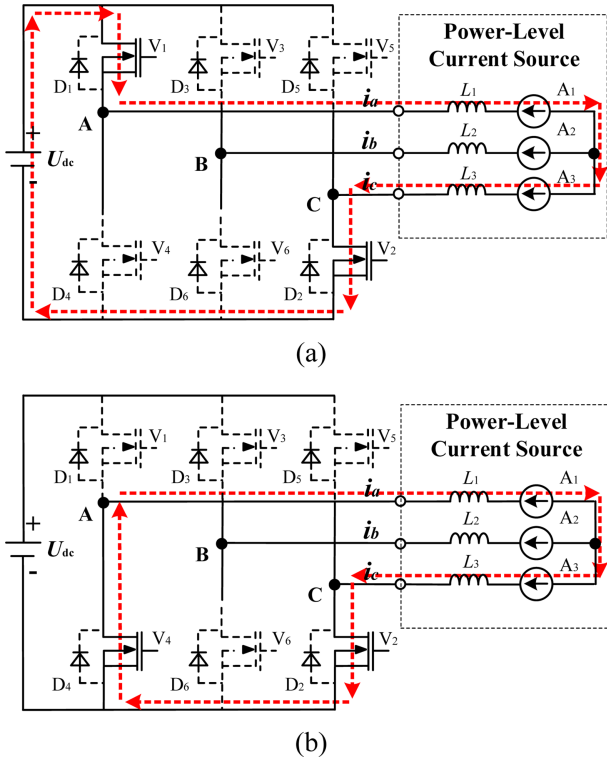 V1
V3
V5
Power-Level
Current Source
D1
D3
D5
ia
L1
A1
A
+
Udc
-
B
ib
L2
A2
C
ic
L3
A3
V4
V6
V2
D4
D6
D2
(a)
V1
V3
V5
Power-Level
Current Source
D1
D3
D5
ia
L1
A1
A
+
Udc
-
B
ib
L2
A2
C
ic
L3
A3
V4
V6
V2
D4
D6
D2
(b)